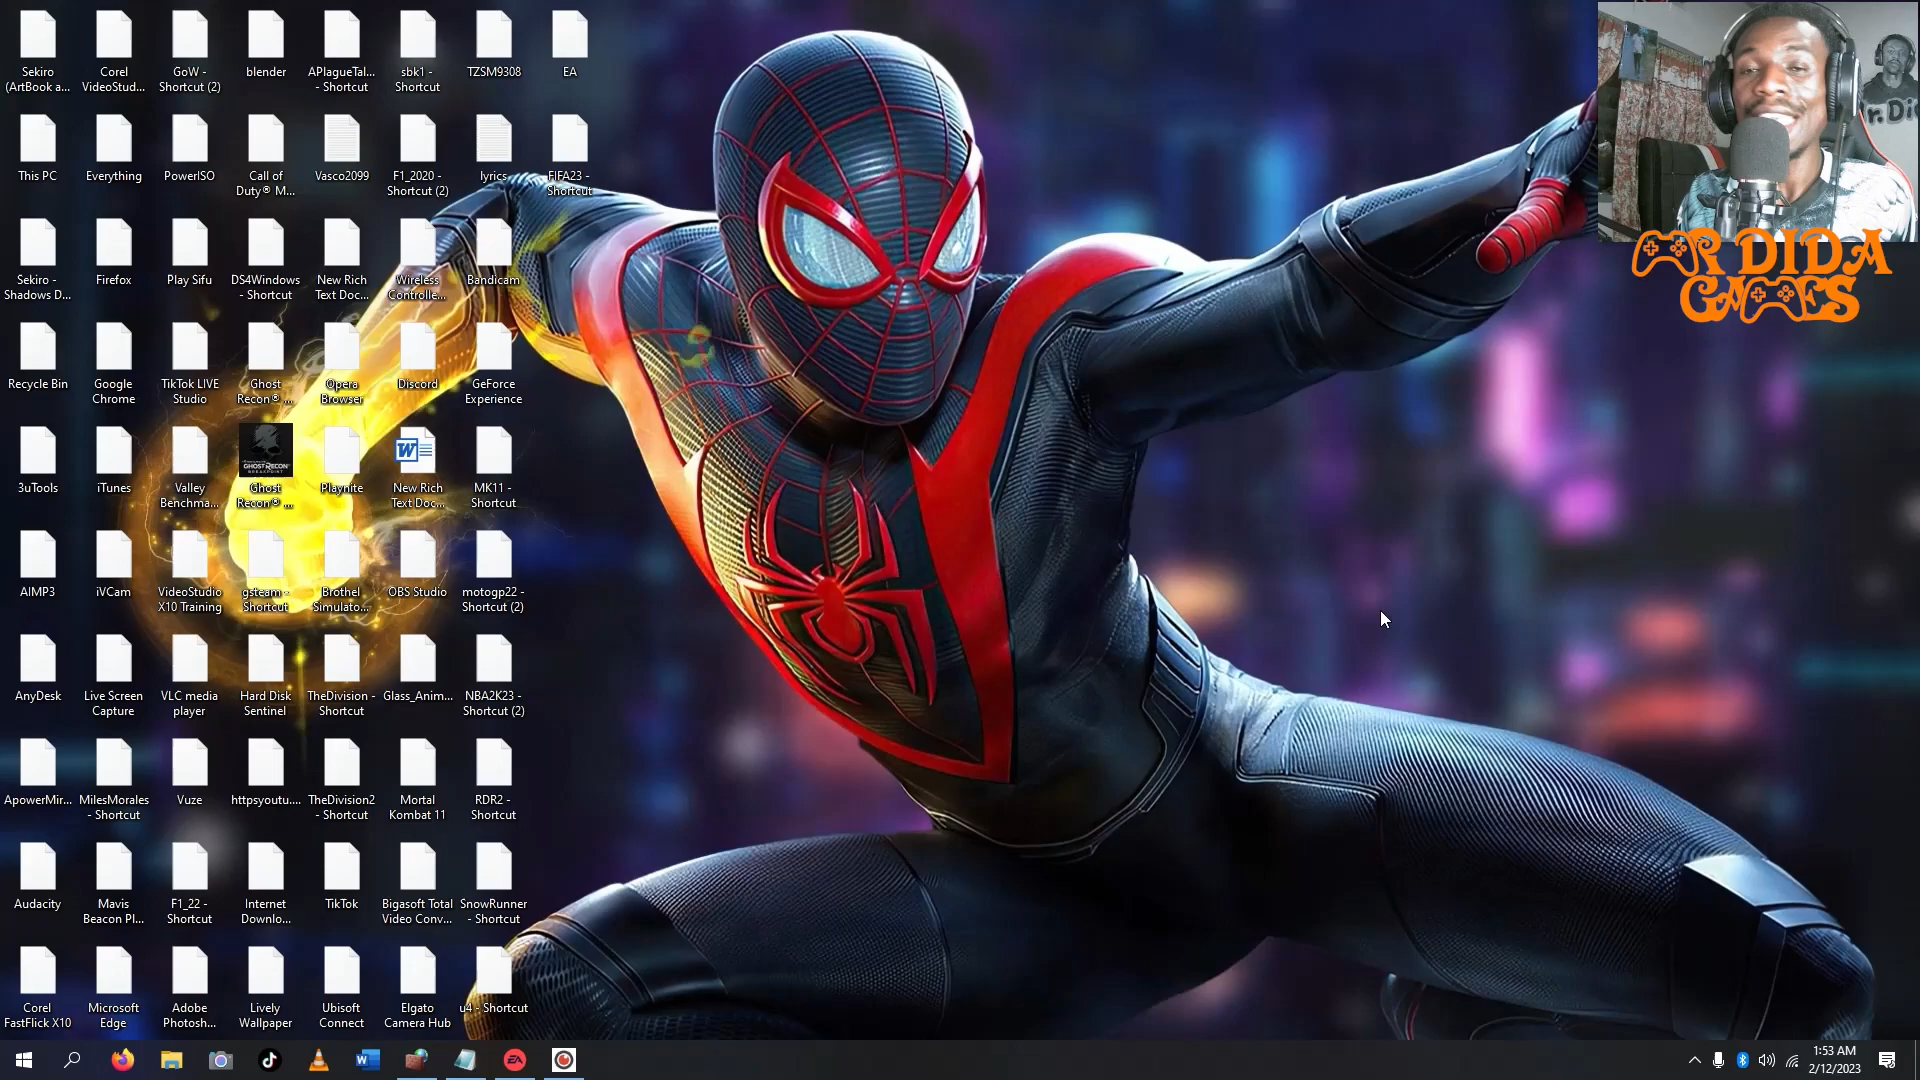 Sekiro
(ArtBook a...
Corel
VideoStud...
GoW -
Shortcut (2)
blender
APlagueTal...
- Shortcut
sbk1 -
Shortcut
TZSM9308
EA
This PC
Everything
PowerISO
Call of
Duty® M...
Vasco2099
F1_2020 -
Shortcut (2)
lyrics
FIFA23 -
Shortcut
Sekiro -
Shadows D...
Firefox
Play Sifu
DS4Windows
- Shortcut
New Rich
Text Doc...
Wireless
Controlle...
Bandicam
Recycle Bin
Google
Chrome
TikTok LIVE
Studio
Ghost
Recon® ...
Opera
Browser
Discord
GeForce
Experience
3uTools
iTunes
Valley
Benchma...
GHOST RECON
BREAKPOINT
Ghost
Recon® ...
Playnite
W
New Rich
Text Doc...
MK11 -
Shortcut
AIMP3
iVCam
VideoStudio
X10 Training
gsteam -
Shortcut
Brothel
Simulato...
OBS Studio
motogp22 -
Shortcut (2)
AnyDesk
Live Screen
Capture
VLC media
player
Hard Disk
Sentinel
TheDivision -
Shortcut
Glass_Anim...
NBA2K23 -
Shortcut (2)
ApowerMir...
MilesMorales
- Shortcut
Vuze
httpsyoutu....
TheDivision2
- Shortcut
Mortal
Kombat 11
RDR2 -
Shortcut
Audacity
Mavis
Beacon Pl...
F1_22 -
Shortcut
Internet
Downlo...
TikTok
Bigasoft Total
Video Conv...
SnowRunner
- Shortcut
Corel
FastFlick X10
Microsoft
Edge
Adobe
Photosh...
Lively
Wallpaper
Ubisoft
Connect
Elgato
Camera Hub
u4 - Shortcut
r.Di
MR DIDA
GAMES
W
EA
1:53 AM
2/12/2023